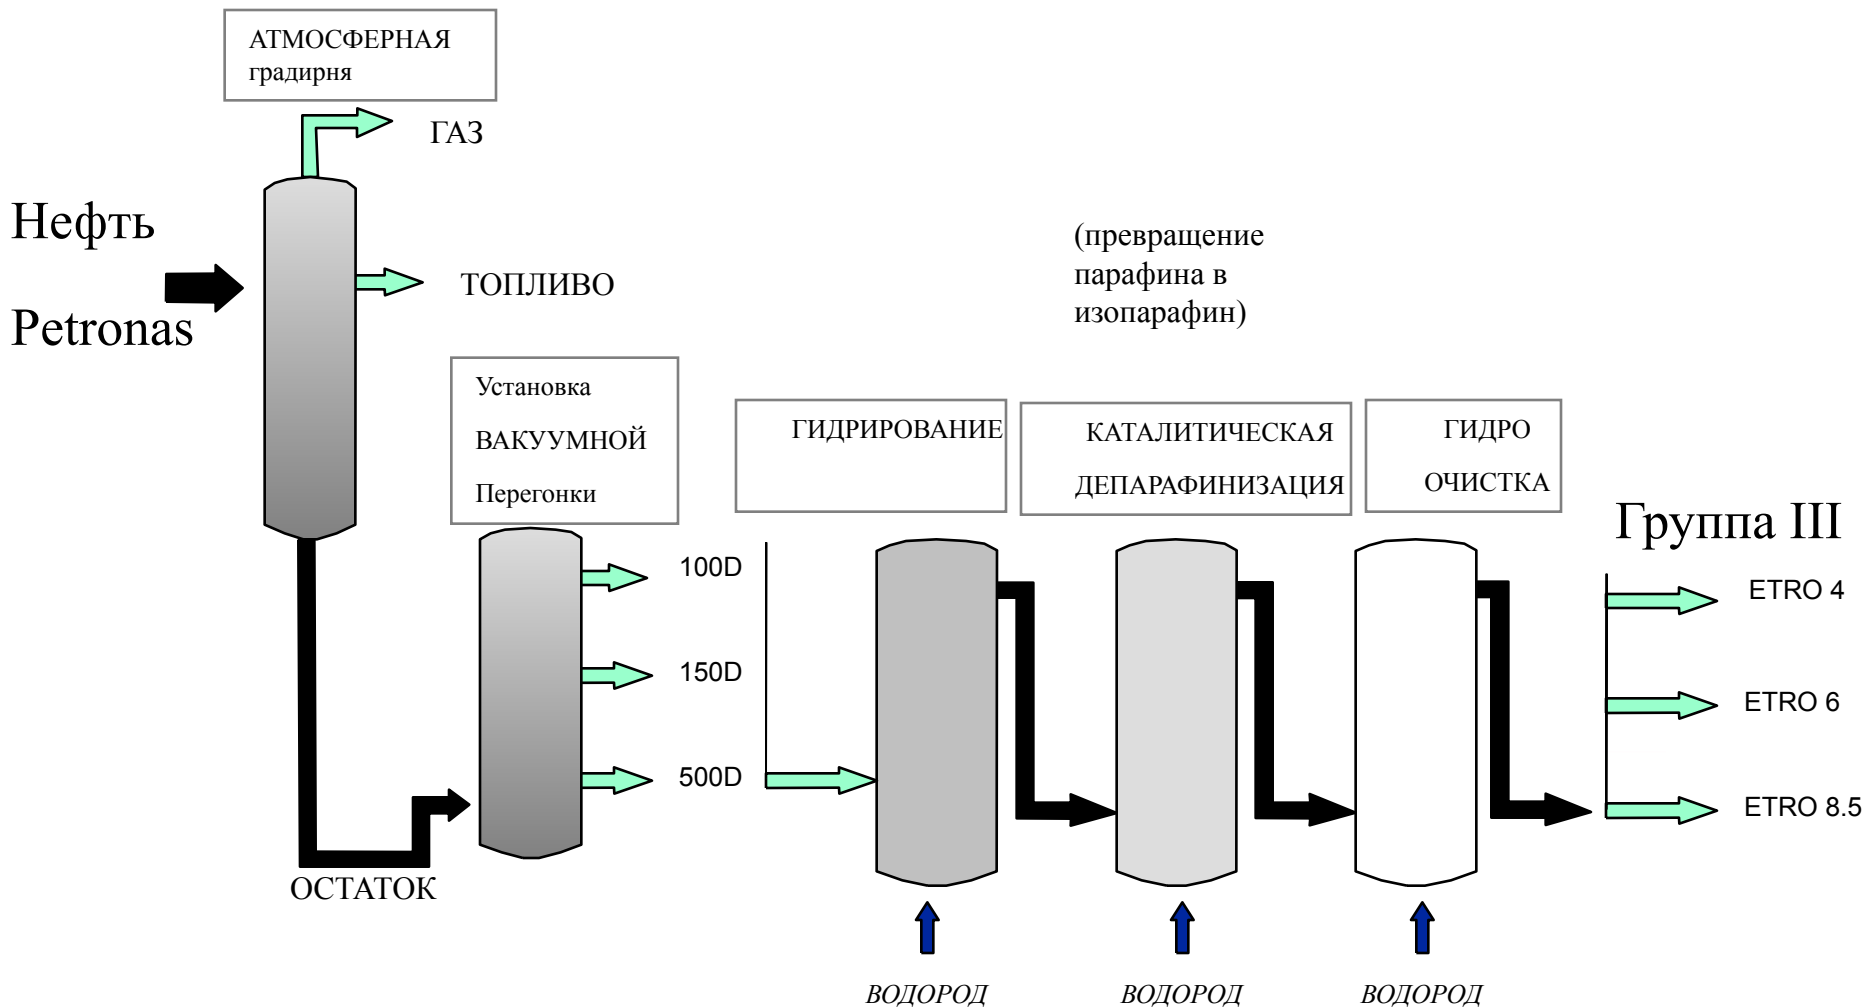 АТМОСФЕРНАЯ
градирня
ГАЗ
Нефть
Petronas
ТОПЛИВО
(превращение
парафина в
изопарафин)
Установка
ВАКУУМНОЙ
Перегонки
ГИДРИРОВАНИЕ
КАТАЛИТИЧЕСКАЯ
ДЕПАРАФИНИЗАЦИЯ
ГИДРО
ОЧИСТКА
Группа III
100D
150D
500D
ETRO 4
ETRO 6
ETRO 8.5
ОСТАТОК
ВОДОРОД
ВОДОРОД
ВОДОРОД